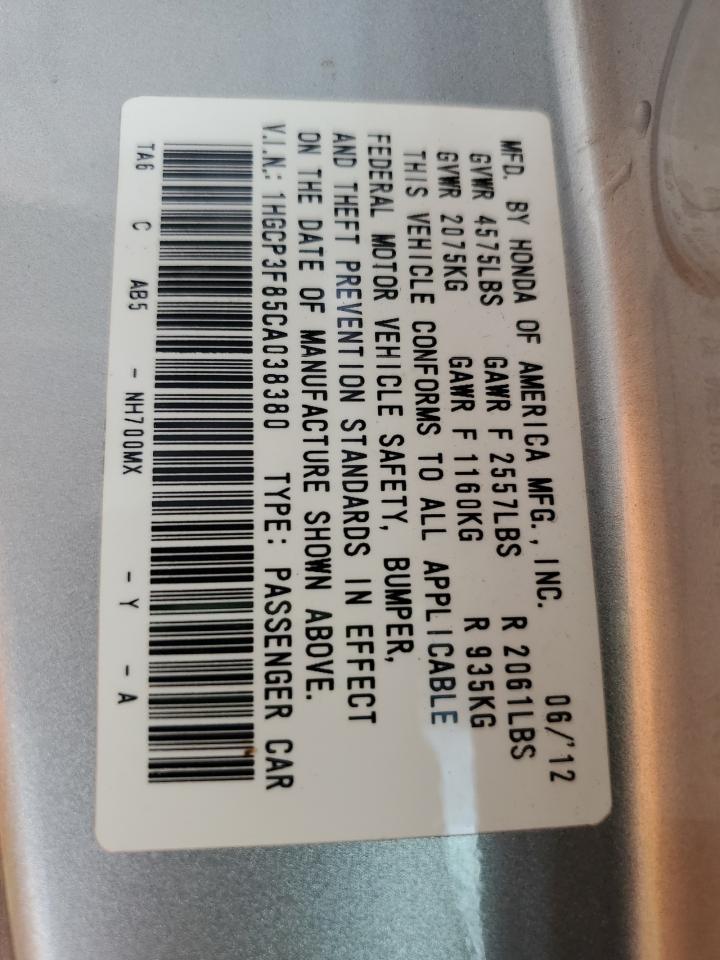 MFD. BY HONDA OF AMERICA MFG., INC. 06/'12
GVWR 4575LBS GAWR F 2557LBS R 2061LBS
GVWR 2075KG GAWR F 1160KG R 935KG
THIS VEHICLE CONFORMS TO ALL APPLICABLE
FEDERAL MOTOR VEHICLE SAFETY, BUMPER,
AND THEFT PREVENTION STANDARDS IN EFFECT
ON THE DATE OF MANUFACTURE SHOWN ABOVE.
V.I.N.: 1HGCP3F85CA038380 TYPE: PASSENGER CAR
TA6 C AB5 - NH700MX - Y - A